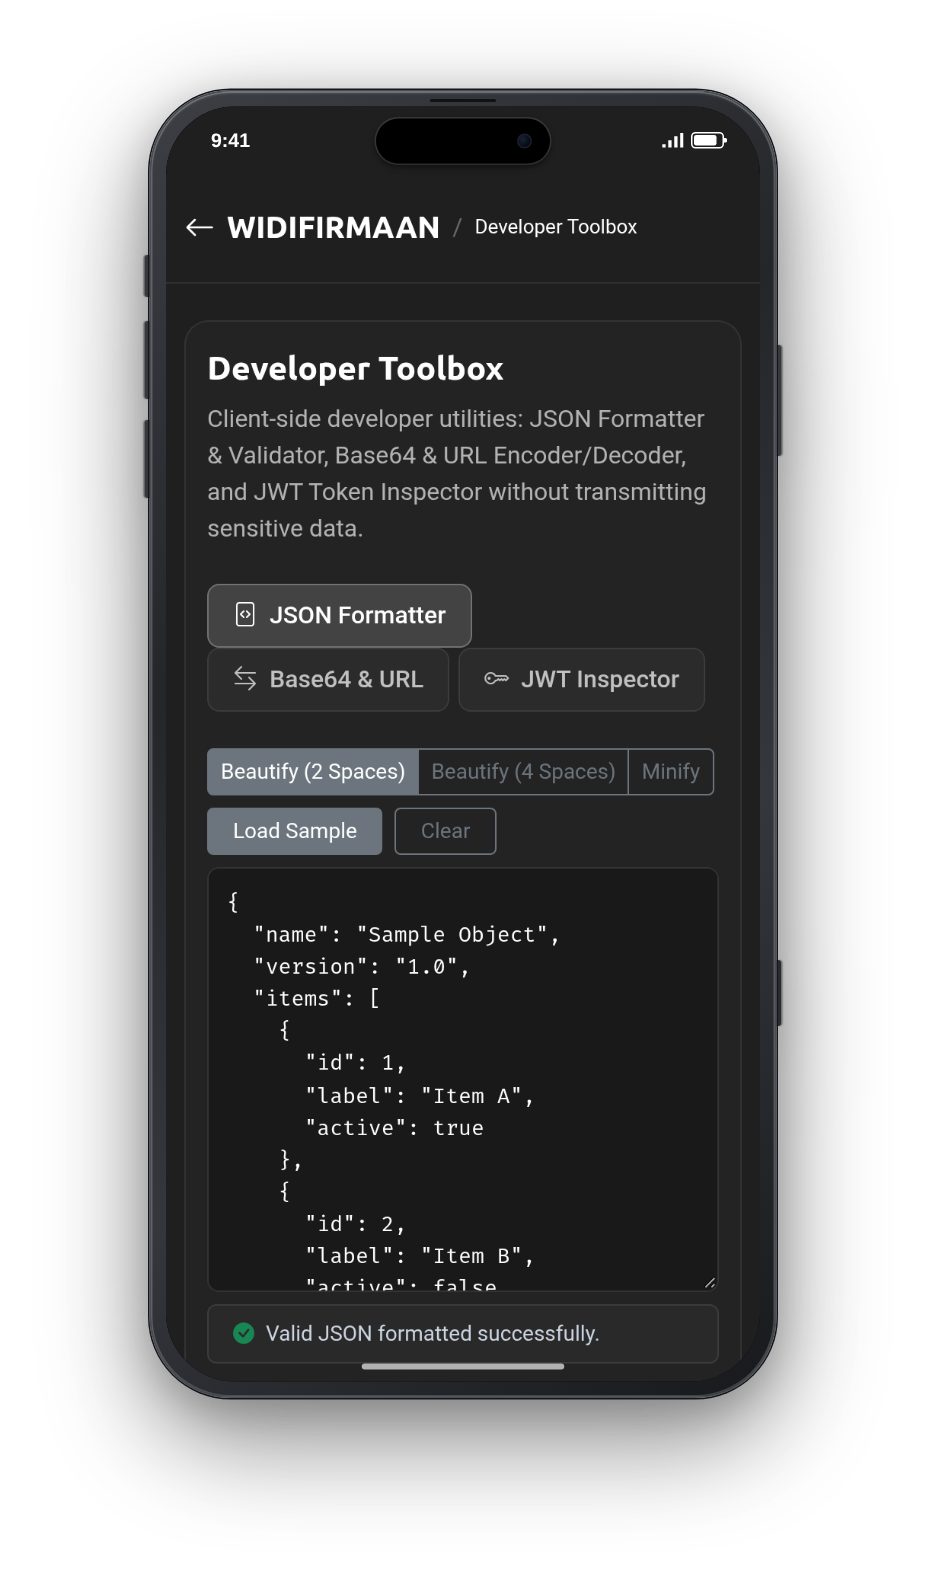 9:41
WIDIFIRMAAN / Developer Toolbox
Developer Toolbox
Client-side developer utilities: JSON Formatter
& Validator, Base64 & URL Encoder/Decoder,
and JWT Token Inspector without transmitting
sensitive data.
JSON Formatter
Base64 & URL JWT Inspector
Beautify (2 Spaces) Beautify (4 Spaces) Minify
Load Sample Clear
{
  "name": "Sample Object",
  "version": "1.0",
  "items": [
    {
      "id": 1,
      "label": "Item A",
      "active": true
    },
    {
      "id": 2,
      "label": "Item B",
      "active": false
Valid JSON formatted successfully.